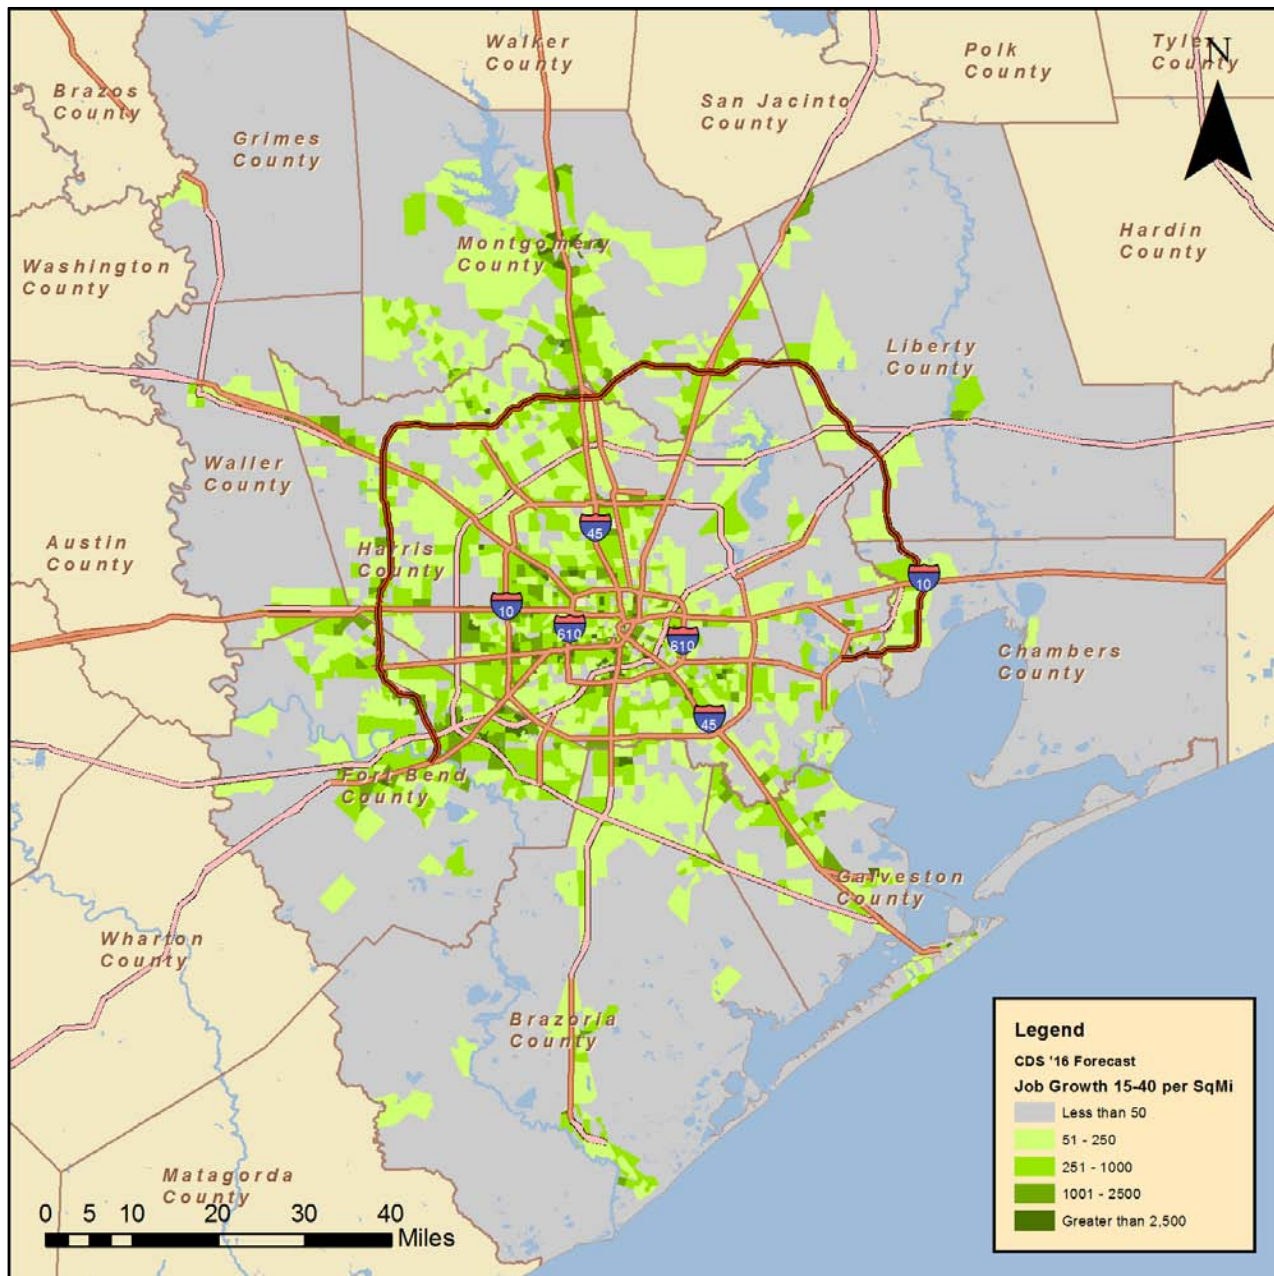 Walker
County
Polk
County
Tyler
County
N
Brazos
County
San Jacinto
County
Grimes
County
Hardin
County
Montgomery
County
Washington
County
Liberty
County
Waller
County
45
Austin
County
Harris
County
10
10
610
610
Chambers
County
45
Fort Bend
County
Galveston
County
Wharton
County
Brazoria
County
Matagorda
County
0 5 10 20 30 40
Miles
Legend
CDS '16 Forecast
Job Growth 15-40 per SqMi
Less than 50
51 - 250
251 - 1000
1001 - 2500
Greater than 2,500